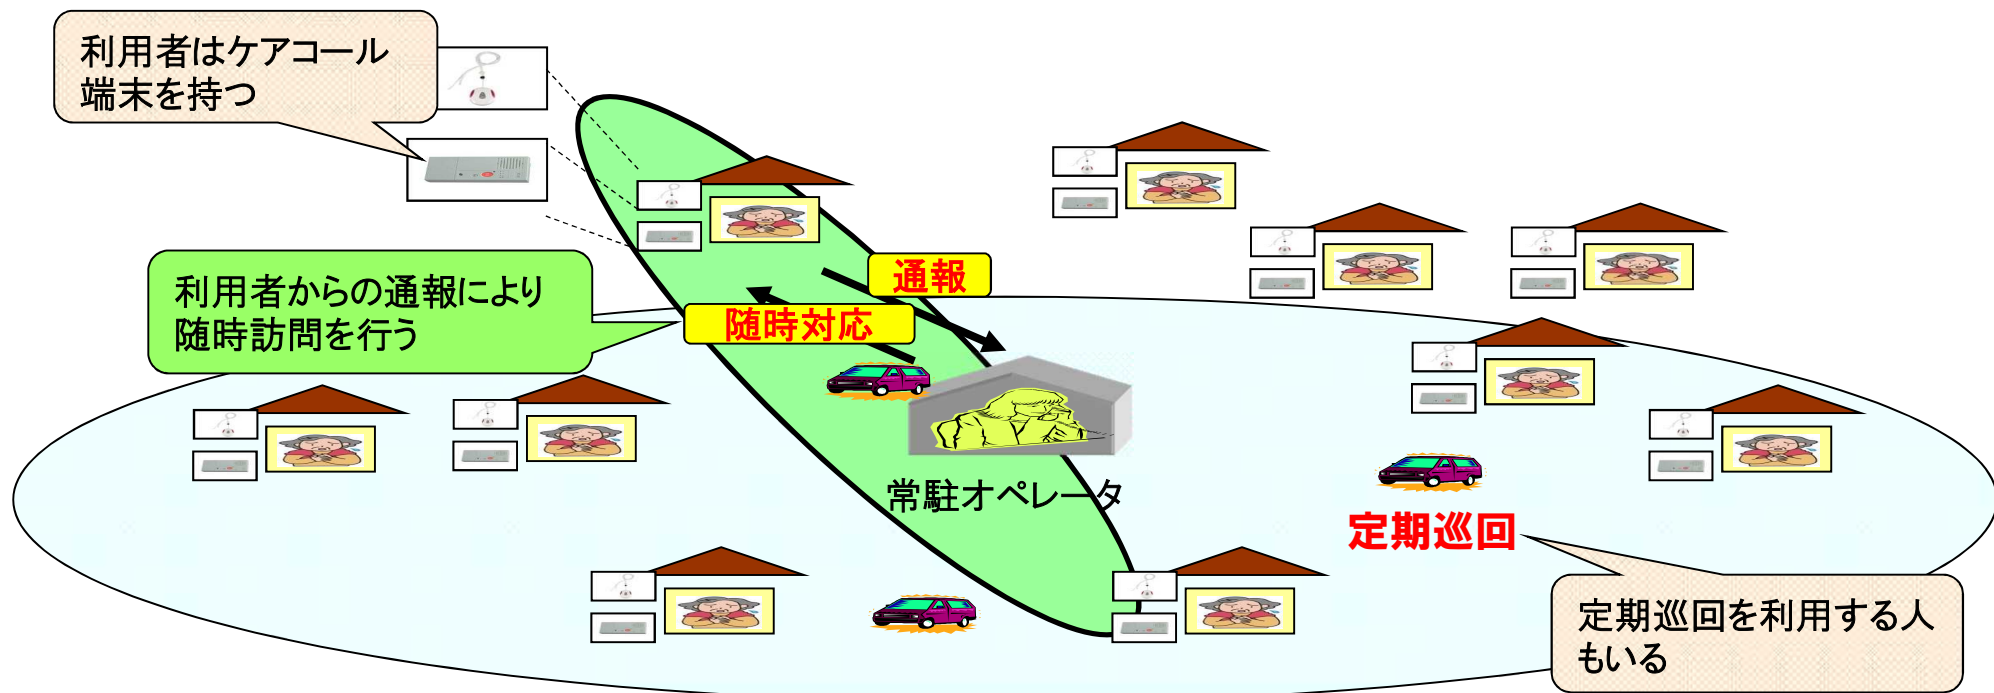 利用者はケアコール
端末を持つ
通報
利用者からの通報により
随時訪問を行う
随時対応
常駐オペレータ
定期巡回
定期巡回を利用する人
もいる